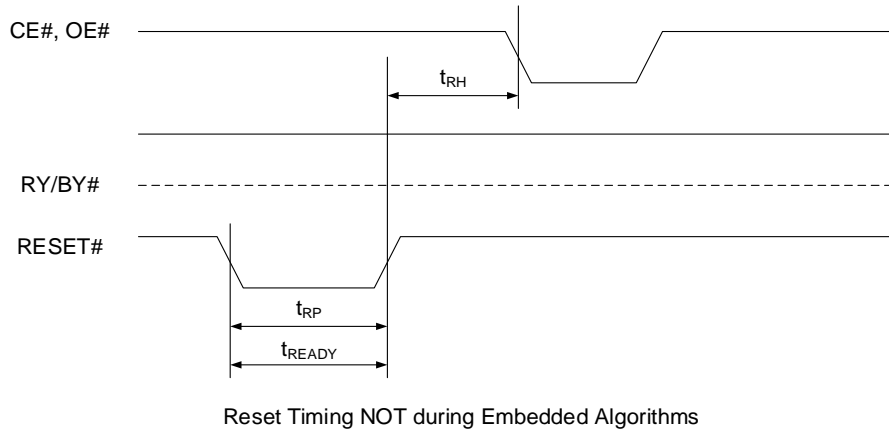 CE#, OE#
tRH
RY/BY#
RESET#
tRP
tREADY
Reset Timing NOT during Embedded Algorithms